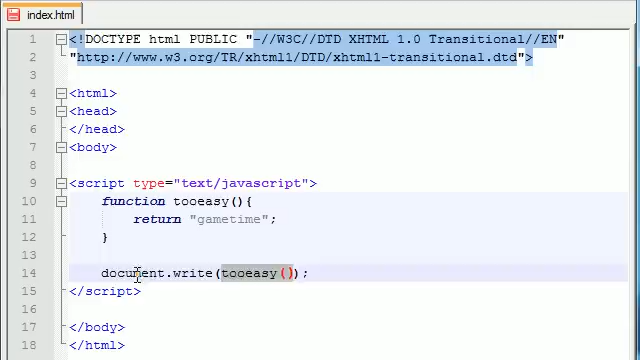 index.html
1 <!DOCTYPE html PUBLIC "-//W3C//DTD XHTML 1.0 Transitional//EN"
2 "http://www.w3.org/TR/xhtml1/DTD/xhtml1-transitional.dtd">
3
4 <html>
5 <head>
6 </head>
7 <body>
8
9 <script type="text/javascript">
10 function tooeasy(){
11 return "gametime";
12 }
13
14 document.write(tooeasy());
15 </script>
16
17 </body>
18 </html>